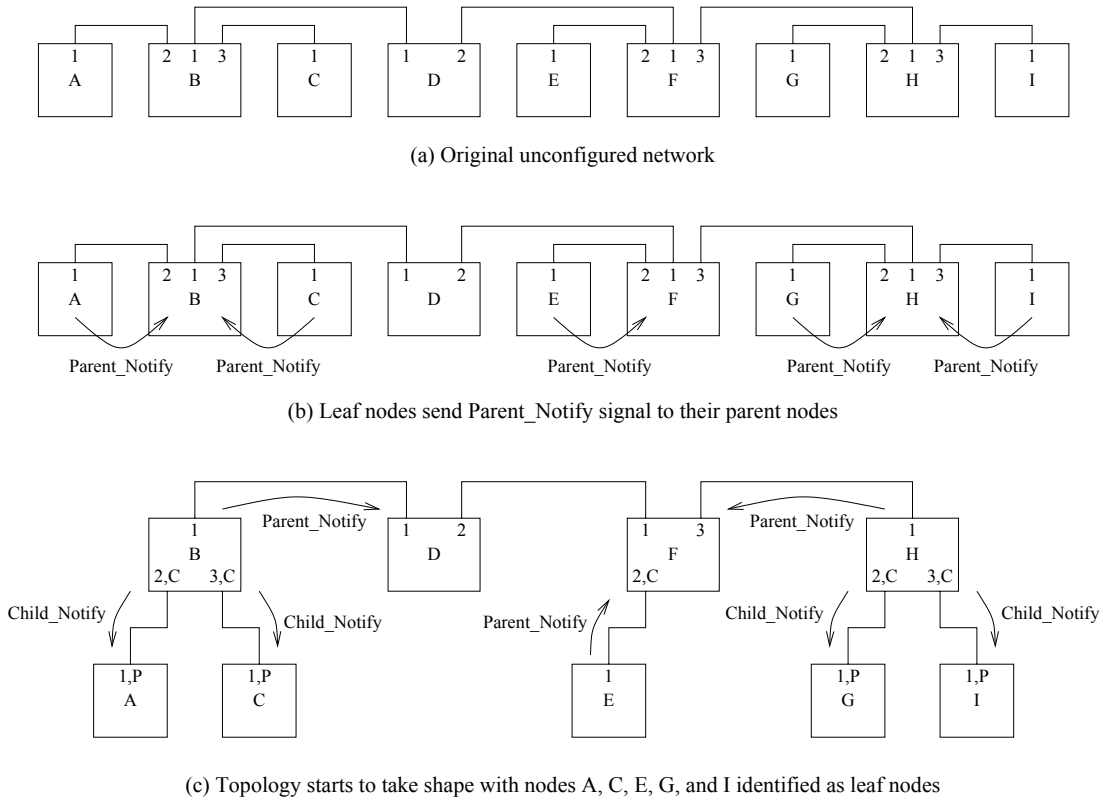 1 2 1 3 1 1 2 1 2 1 3 1 2 1 3 1
A B C D E F G H I
(a) Original unconfigured network
1 2 1 3 1 1 2 1 2 1 3 1 2 1 3 1
A B C D E F G H I
Parent_Notify Parent_Notify Parent_Notify Parent_Notify Parent_Notify
(b) Leaf nodes send Parent_Notify signal to their parent nodes
Parent_Notify Parent_Notify
1 1 2 1 3 1
B D F H
2,C 3,C 2,C 2,C 3,C
Child_Notify Child_Notify Parent_Notify Child_Notify Child_Notify
1,P 1,P 1 1,P 1,P
A C E G I
(c) Topology starts to take shape with nodes A, C, E, G, and I identified as leaf nodes